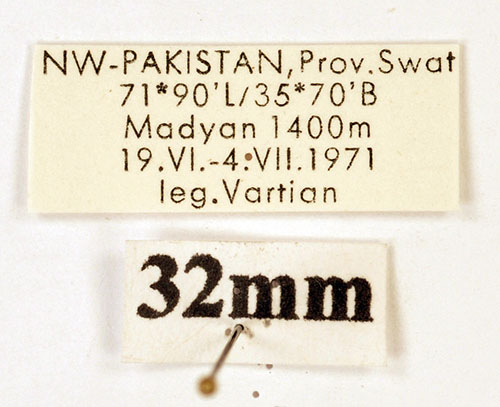 NW-PAKISTAN, Prov.Swat
71*90'L/35*70'B
Madyan 1400m
19.VI.-4.VII.1971
leg.Vartian
32mm